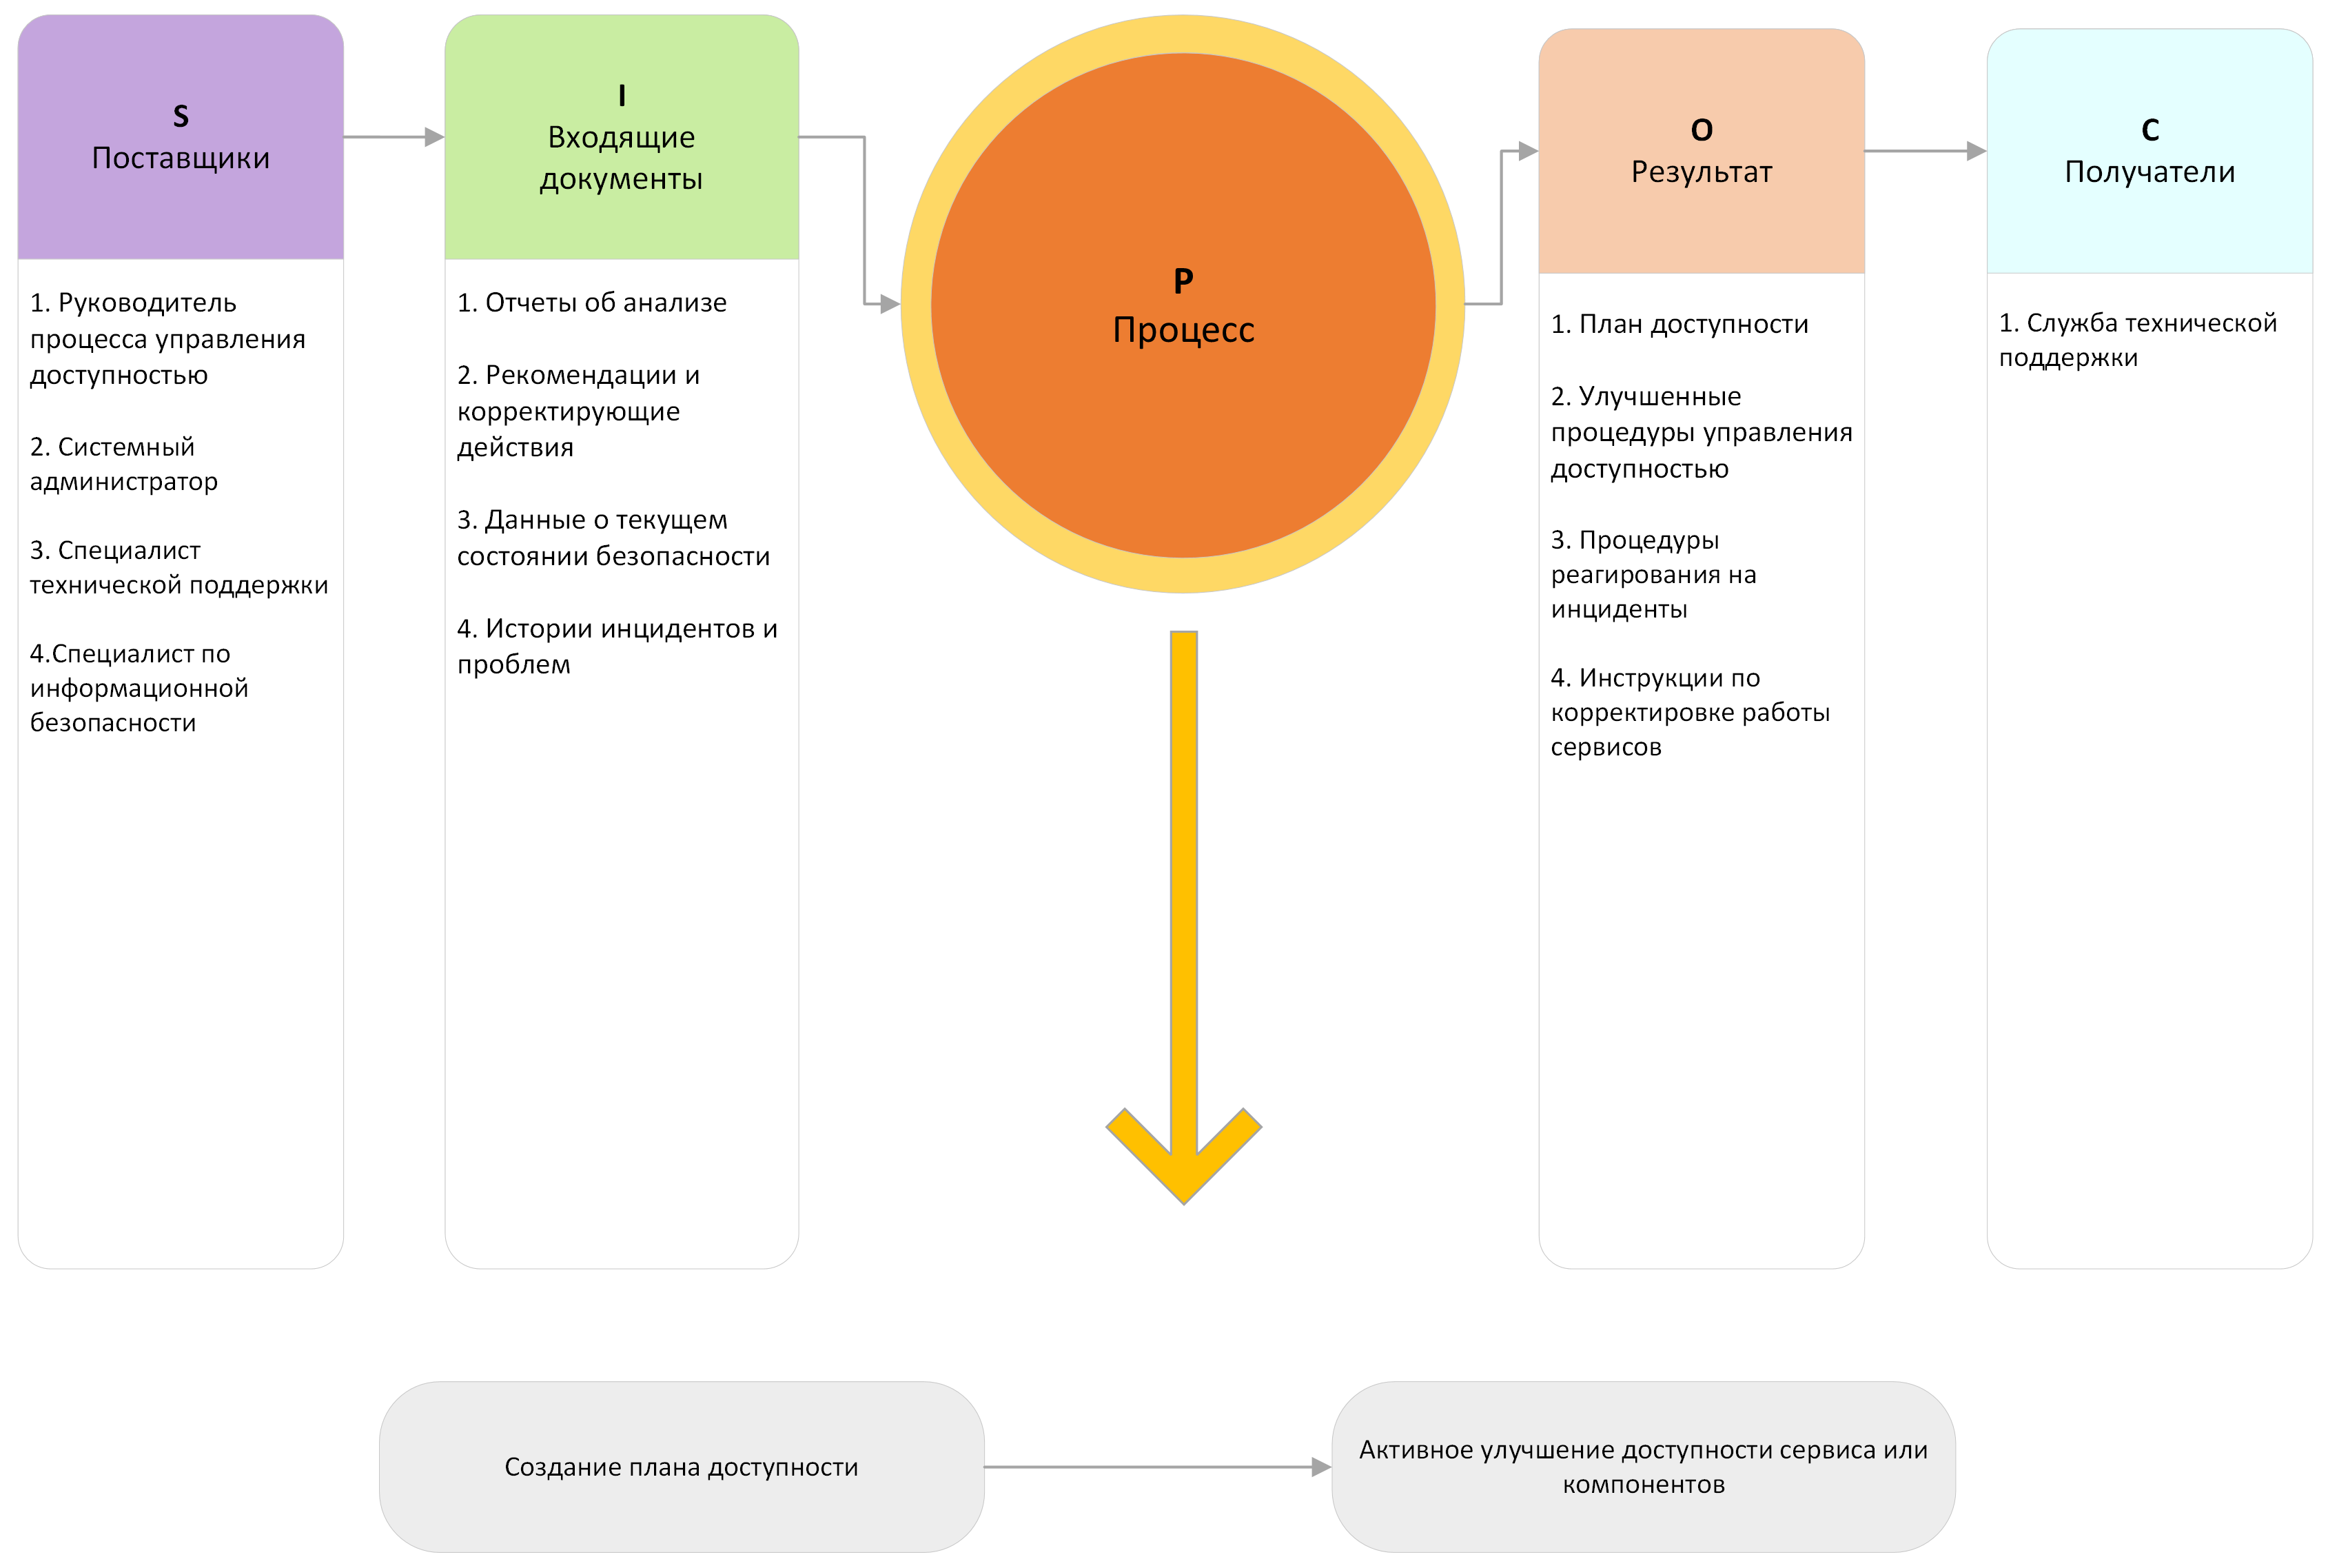 S
Поставщики
1. Руководитель
процесса управления
доступностью
2. Системный
администратор
3. Специалист
технической поддержки
4.Специалист по
информационной
безопасности
I
Входящие
документы
1. Отчеты об анализе
2. Рекомендации и
корректирующие
действия
3. Данные о текущем
состоянии безопасности
4. Истории инцидентов и
проблем
P
Процесс
O
Результат
1. План доступности
2. Улучшенные
процедуры управления
доступностью
3. Процедуры
реагирования на
инциденты
4. Инструкции по
корректировке работы
сервисов
C
Получатели
1. Служба технической
поддержки
Создание плана доступности
Активное улучшение доступности сервиса или
компонентов